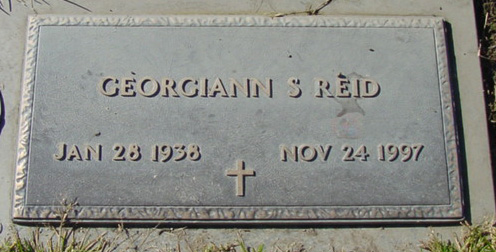 GEORGIANN S REID
JAN 28 1938 NOV 24 1997